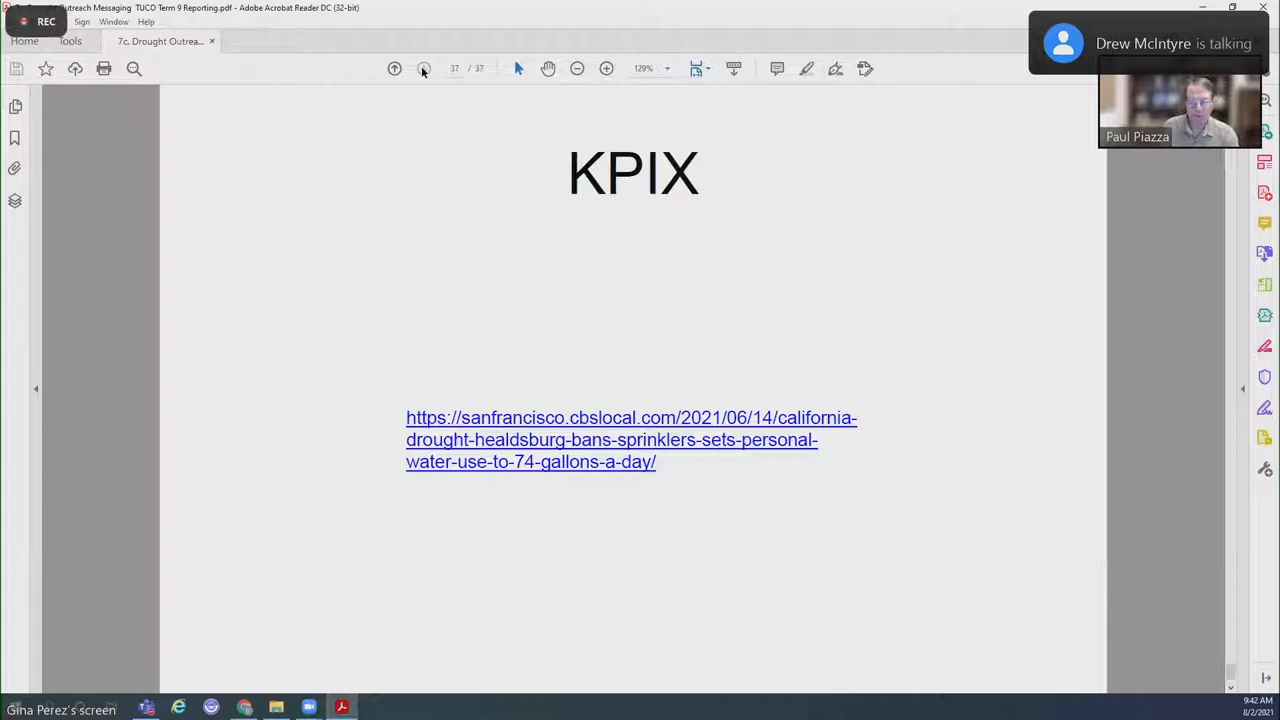 Outreach Messaging TUCO Term 9 Reporting.pdf - Adobe Acrobat Reader DC (32-bit)
REC
Sign Window Help
Home Tools 7c. Drought Outrea... ×
37 / 37 129%
Drew McIntyre is talking
Paul Piazza
KPIX
https://sanfrancisco.cbslocal.com/2021/06/14/california-
drought-healdsburg-bans-sprinklers-sets-personal-
water-use-to-74-gallons-a-day/
Gina Perez's screen
9:42 AM
8/2/2021